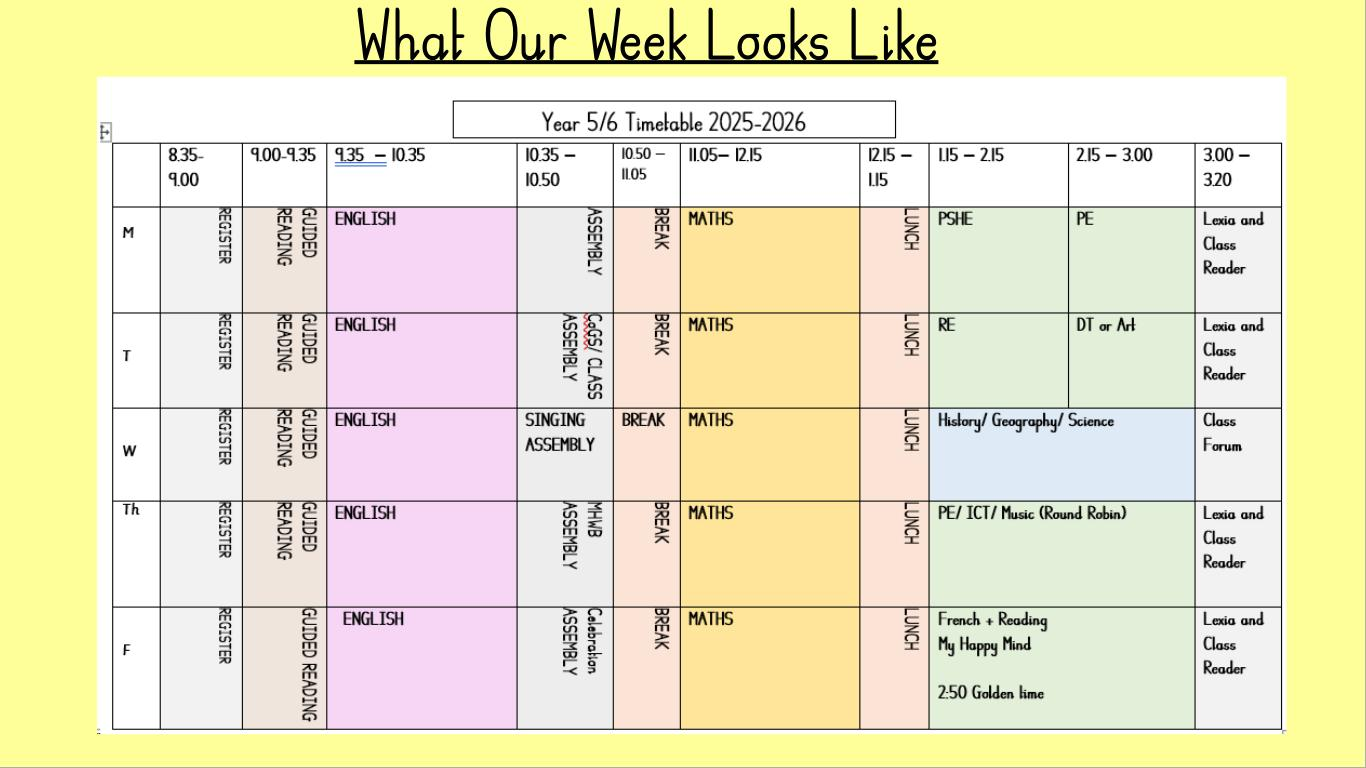 What Our Week Looks Like
Year 5/6 Timetable 2025-2026
8.35-
9.00
9.00-9.35
9.35 – 10.35
10.35 –
10.50
10.50 –
11.05
11.05– 12.15
12.15 –
1.15
1.15 – 2.15
2.15 – 3.00
3.00 –
3.20
M
REGISTER
GUIDED
READING
ENGLISH
ASSEMBLY
BREAK
MATHS
LUNCH
PSHE
PE
Lexia and
Class
Reader
T
REGISTER
GUIDED
READING
ENGLISH
CoGS/ CLASS
ASSEMBLY
BREAK
MATHS
LUNCH
RE
DT or Art
Lexia and
Class
Reader
W
REGISTER
GUIDED
READING
ENGLISH
SINGING
ASSEMBLY
BREAK
MATHS
LUNCH
History/ Geography/ Science
Class
Forum
Th
REGISTER
GUIDED
READING
ENGLISH
MHWB
ASSEMBLY
BREAK
MATHS
LUNCH
PE/ ICT/ Music (Round Robin)
Lexia and
Class
Reader
F
REGISTER
GUIDED READING
ENGLISH
Celebration
ASSEMBLY
BREAK
MATHS
LUNCH
French + Reading
My Happy Mind
2:50 Golden time
Lexia and
Class
Reader